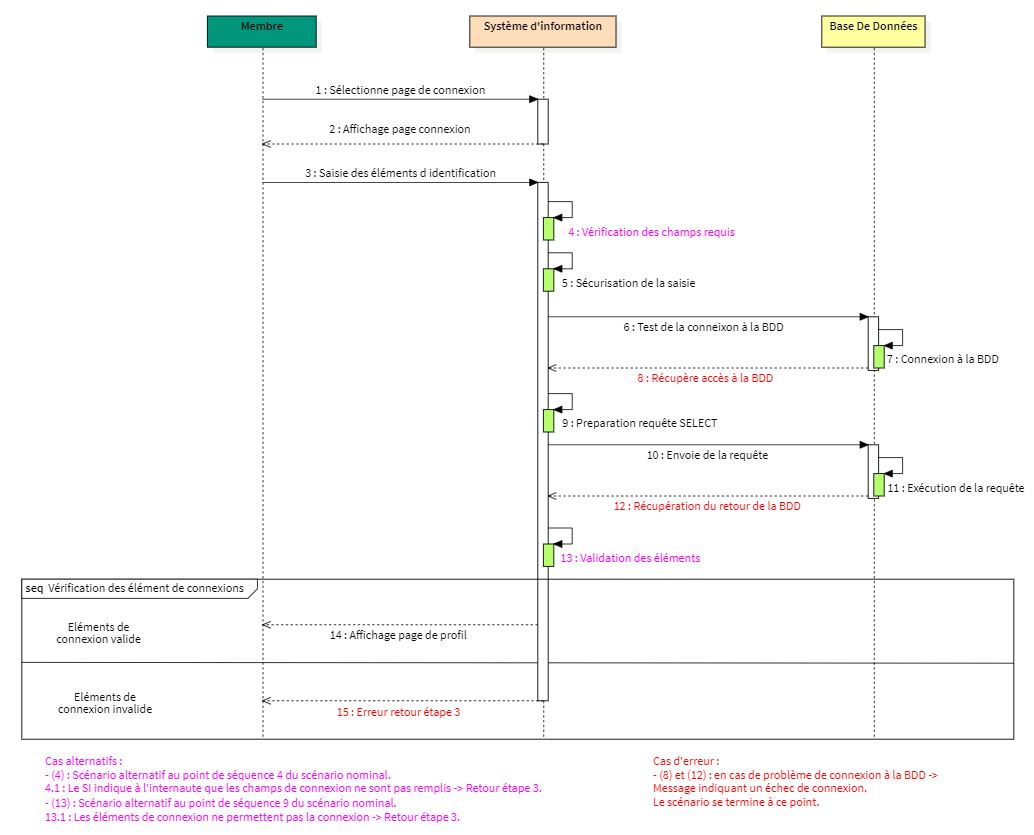 Membre
Système d'information
Base De Données
1 : Sélectionne page de connexion
2 : Affichage page connexion
3 : Saisie des éléments d identification
4 : Vérification des champs requis
5 : Sécurisation de la saisie
6 : Test de la conneixon à la BDD
7 : Connexion à la BDD
8 : Récupère accès à la BDD
9 : Preparation requête SELECT
10 : Envoie de la requête
11 : Exécution de la requête
12 : Récupération du retour de la BDD
13 : Validation des éléments
seq Vérification des élément de connexions
14 : Affichage page de profil
Eléments de
connexion valide
Eléments de
connexion invalide
15 : Erreur retour étape 3
Cas alternatifs :
- (4) : Scénario alternatif au point de séquence 4 du scénario nominal.
4.1 : Le SI indique à l'internaute que les champs de connexion ne sont pas remplis -> Retour étape 3.
- (13) : Scénario alternatif au point de séquence 9 du scénario nominal.
13.1 : Les éléments de connexion ne permettent pas la connexion -> Retour étape 3.
Cas d'erreur :
- (8) et (12) : en cas de problème de connexion à la BDD ->
Message indiquant un échec de connexion.
Le scénario se termine à ce point.